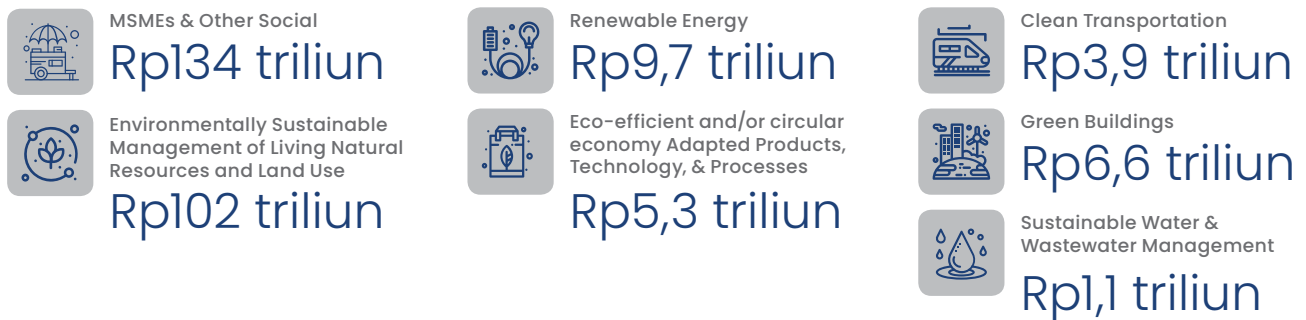 MSMEs & Other Social
Rp134 triliun
Environmentally Sustainable
Management of Living Natural
Resources and Land Use
Rp102 triliun
Renewable Energy
Rp9,7 triliun
Eco-efficient and/or circular
economy Adapted Products,
Technology, & Processes
Rp5,3 triliun
Clean Transportation
Rp3,9 triliun
Green Buildings
Rp6,6 triliun
Sustainable Water &
Wastewater Management
Rp1,1 triliun